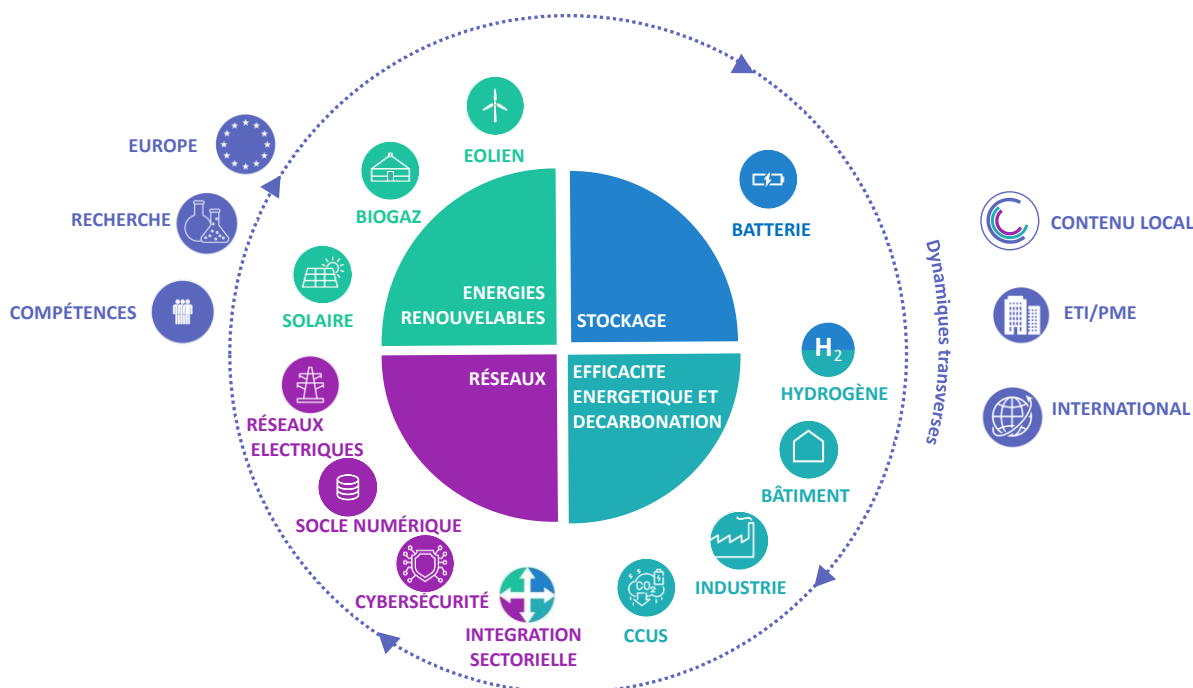 EOLIEN
EUROPE
BIOGAZ
RECHERCHE
BATTERIE
CONTENU LOCAL
SOLAIRE
COMPÉTENCES
ENERGIES
RENOUVELABLES
STOCKAGE
ETI/PME
Dynamiques transverses
RÉSEAUX
EFFICACITE
ENERGETIQUE ET
DECARBONATION
H2
HYDROGÈNE
INTERNATIONAL
RÉSEAUX
ELECTRIQUES
BÂTIMENT
SOCLE NUMÉRIQUE
CYBERSÉCURITÉ
INDUSTRIE
CO2
CCUS
INTEGRATION
SECTORIELLE